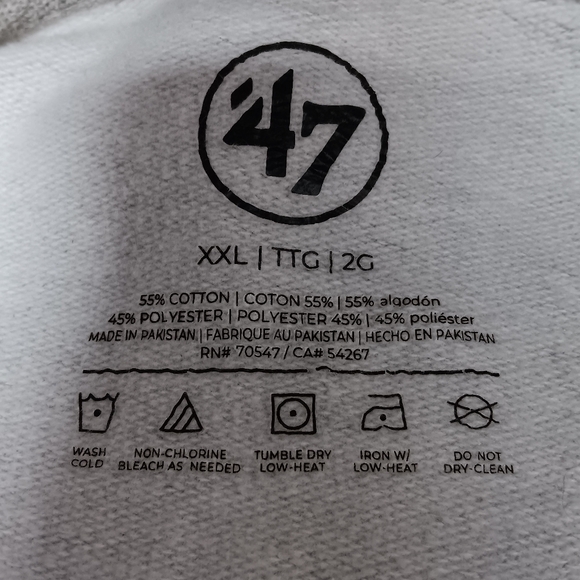 '47
XXL | TTG | 2G
55% COTTON | COTON 55% | 55% algodón
45% POLYESTER | POLYESTER 45% | 45% poliéster
MADE IN PAKISTAN | FABRIQUE AU PAKISTAN | HECHO EN PAKISTAN
RN# 70547 / CA# 54267
WASH COLD
NON-CHLORINE BLEACH AS NEEDED
TUMBLE DRY LOW-HEAT
IRON W/ LOW-HEAT
DO NOT DRY-CLEAN